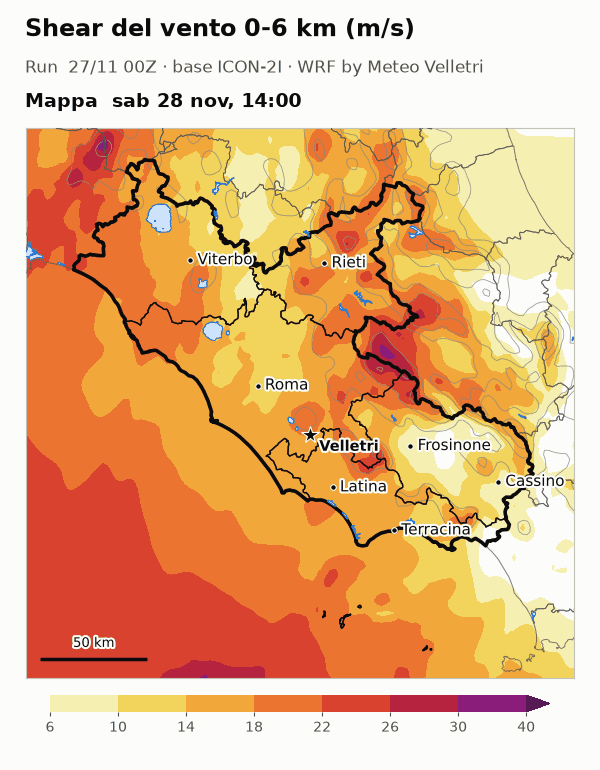 Shear del vento 0-6 km (m/s)
Run  27/11 00Z · base ICON-2I · WRF by Meteo Velletri
Mappa  sab 28 nov, 14:00
Viterbo
Rieti
Roma
Velletri
Frosinone
Latina
Cassino
Terracina
50 km
6 10 14 18 22 26 30 40